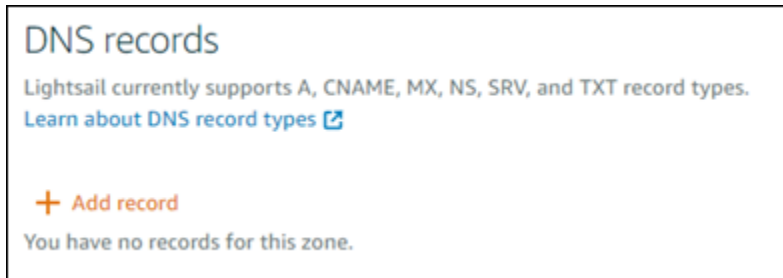 DNS records
Lightsail currently supports A, CNAME, MX, NS, SRV, and TXT record types.
Learn about DNS record types
+ Add record
You have no records for this zone.